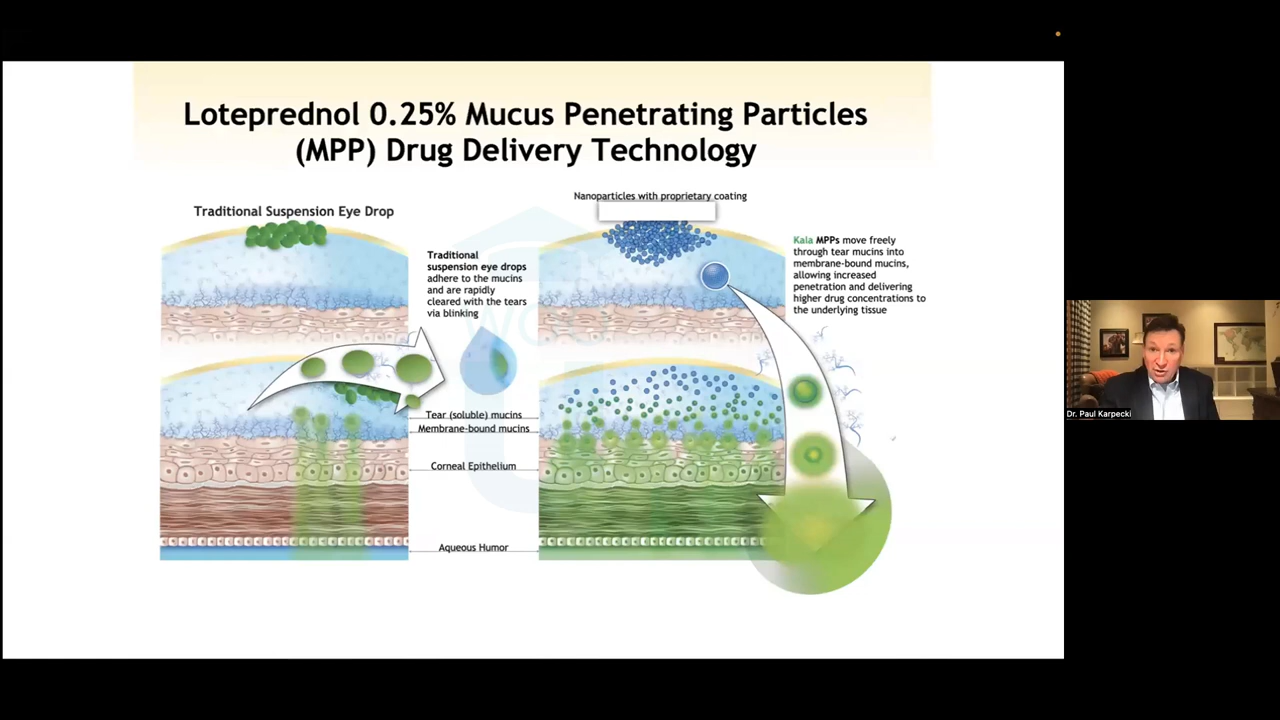 Loteprednol 0.25% Mucus Penetrating Particles
(MPP) Drug Delivery Technology
Traditional Suspension Eye Drop
Traditional
suspension eye drops
adhere to the mucins
and are rapidly
cleared with the tears
via blinking
Nanoparticles with proprietary coating
Kala MPPs move freely
through tear mucins into
membrane-bound mucins,
allowing increased
penetration and delivering
higher drug concentrations to
the underlying tissue
Tear (soluble) mucins
Membrane-bound mucins
Corneal Epithelium
Aqueous Humor
Dr. Paul Karpecki